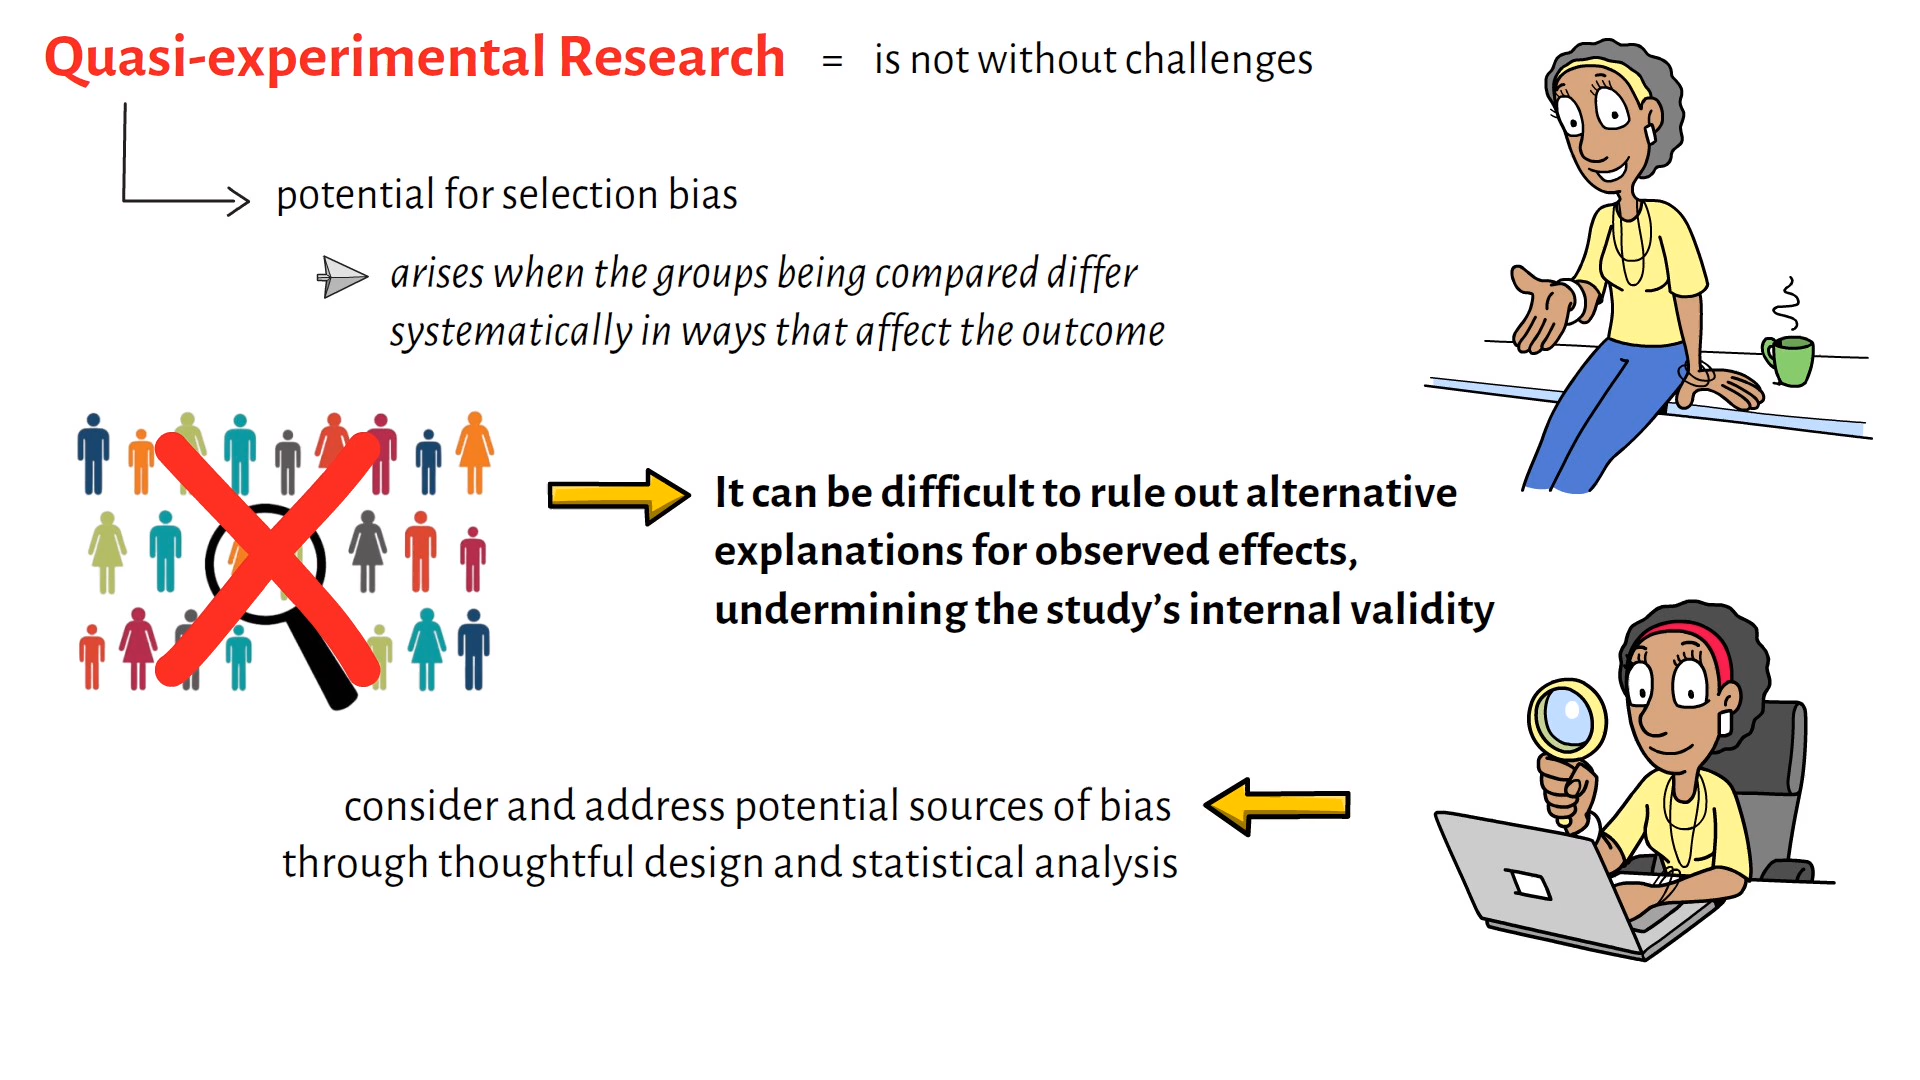 Quasi-experimental Research = is not without challenges
potential for selection bias
arises when the groups being compared differ
systematically in ways that affect the outcome
It can be difficult to rule out alternative
explanations for observed effects,
undermining the study’s internal validity
consider and address potential sources of bias
through thoughtful design and statistical analysis